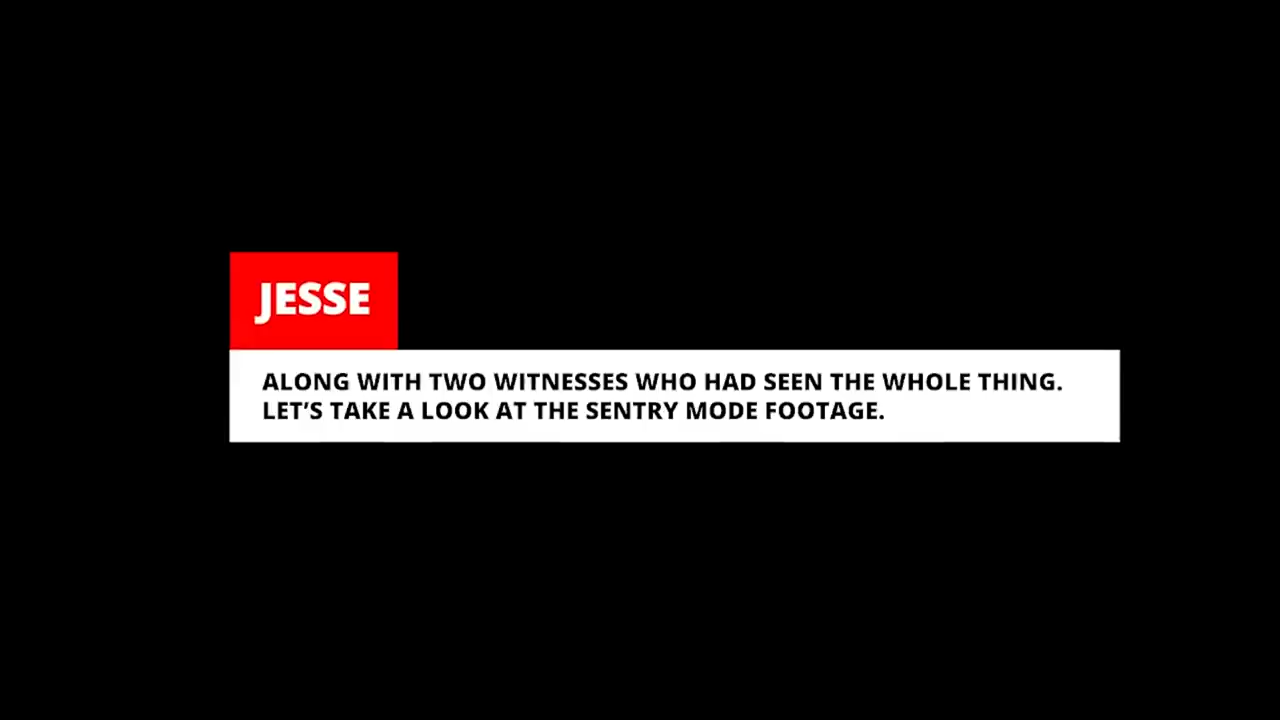 JESSE
ALONG WITH TWO WITNESSES WHO HAD SEEN THE WHOLE THING.
LET’S TAKE A LOOK AT THE SENTRY MODE FOOTAGE.